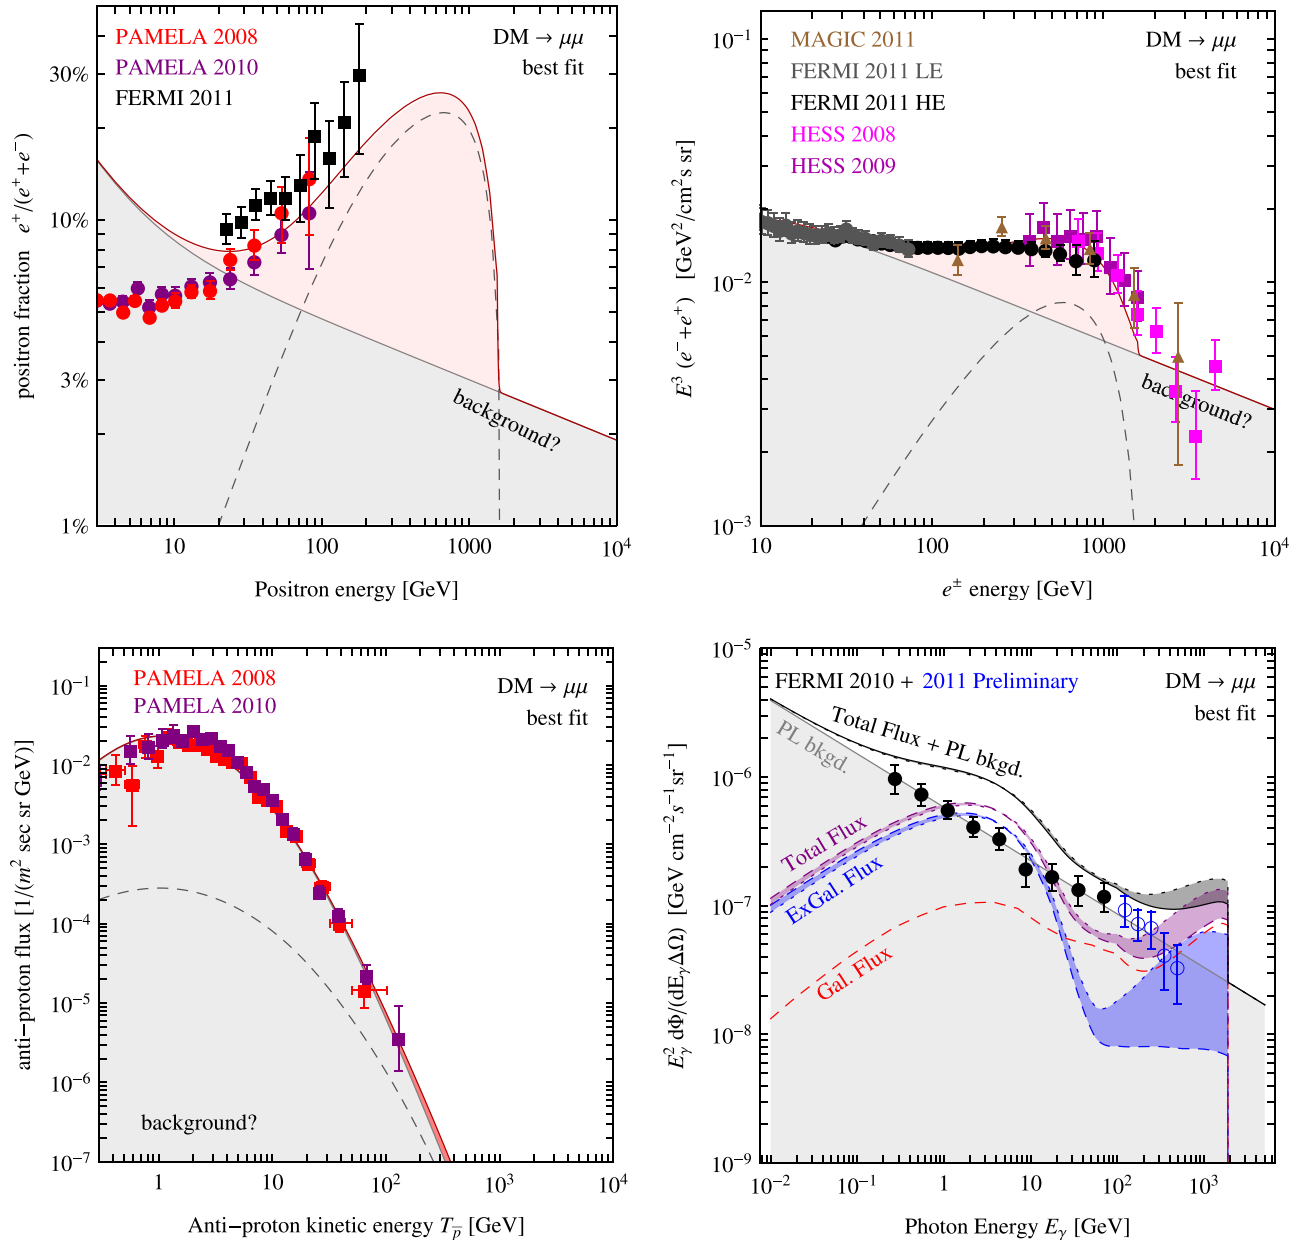 PAMELA 2008
PAMELA 2010
FERMI 2011
DM → μμ
best fit
30%
10%
3%
1%
positron fraction e⁺/(e⁺+e⁻)
background?
10 100 1000 10⁴
Positron energy [GeV]
MAGIC 2011
FERMI 2011 LE
FERMI 2011 HE
HESS 2008
HESS 2009
DM → μμ
best fit
10⁻¹
10⁻²
10⁻³
E³ (e⁻+e⁺) [GeV²/cm²s sr]
background?
10 100 1000 10⁴
e± energy [GeV]
PAMELA 2008
PAMELA 2010
DM → μμ
best fit
10⁻¹
10⁻²
10⁻³
10⁻⁴
10⁻⁵
10⁻⁶
10⁻⁷
anti−proton flux [1/(m² sec sr GeV)]
background?
1 10 10² 10³ 10⁴
Anti−proton kinetic energy T_p̄ [GeV]
FERMI 2010 + 2011 Preliminary
DM → μμ
best fit
Total Flux + PL bkgd.
PL bkgd.
Total Flux
ExGal. Flux
Gal. Flux
10⁻⁵
10⁻⁶
10⁻⁷
10⁻⁸
10⁻⁹
E_γ² dΦ/(dE_γΔΩ) [GeV cm⁻²s⁻¹sr⁻¹]
10⁻² 10⁻¹ 1 10 10² 10³
Photon Energy E_γ [GeV]